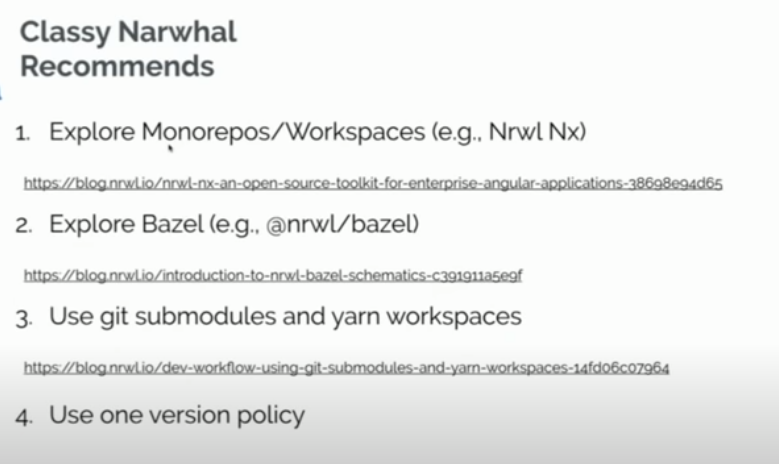 Classy Narwhal
Recommends
1. Explore Monorepos/Workspaces (e.g., Nrwl Nx)
https://blog.nrwl.io/nrwl-nx-an-open-source-toolkit-for-enterprise-angular-applications-38698e94d65
2. Explore Bazel (e.g., @nrwl/bazel)
https://blog.nrwl.io/introduction-to-nrwl-bazel-schematics-c391911a5e9f
3. Use git submodules and yarn workspaces
https://blog.nrwl.io/dev-workflow-using-git-submodules-and-yarn-workspaces-14fd06c07964
4. Use one version policy